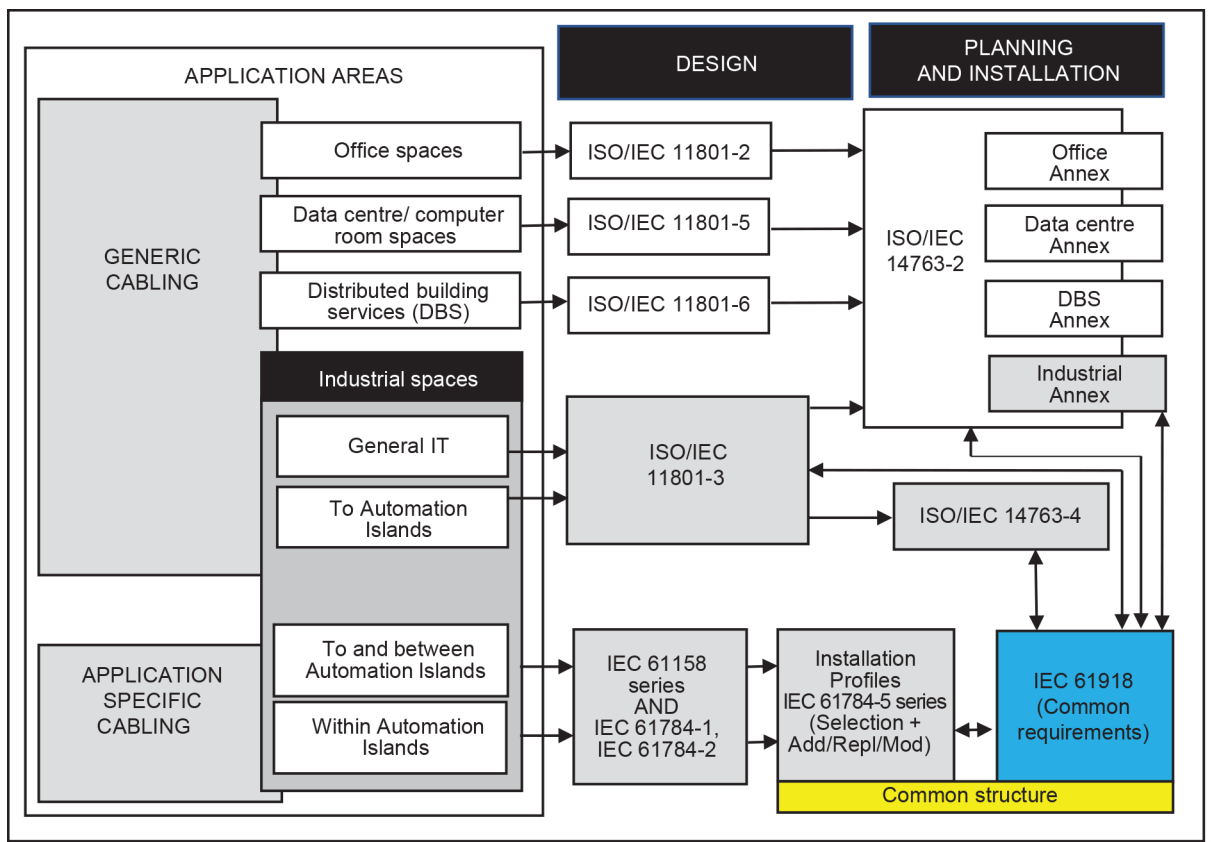 APPLICATION AREAS
DESIGN
PLANNING
AND INSTALLATION
GENERIC
CABLING
Office spaces
ISO/IEC 11801-2
Data centre/ computer
room spaces
ISO/IEC 11801-5
Distributed building
services (DBS)
ISO/IEC 11801-6
ISO/IEC
14763-2
Office
Annex
Data centre
Annex
DBS
Annex
Industrial
Annex
Industrial spaces
General IT
To Automation
Islands
ISO/IEC
11801-3
ISO/IEC 14763-4
APPLICATION
SPECIFIC
CABLING
To and between
Automation Islands
Within Automation
Islands
IEC 61158
series
AND
IEC 61784-1,
IEC 61784-2
Installation
Profiles
IEC 61784-5 series
(Selection +
Add/Repl/Mod)
IEC 61918
(Common
requirements)
Common structure